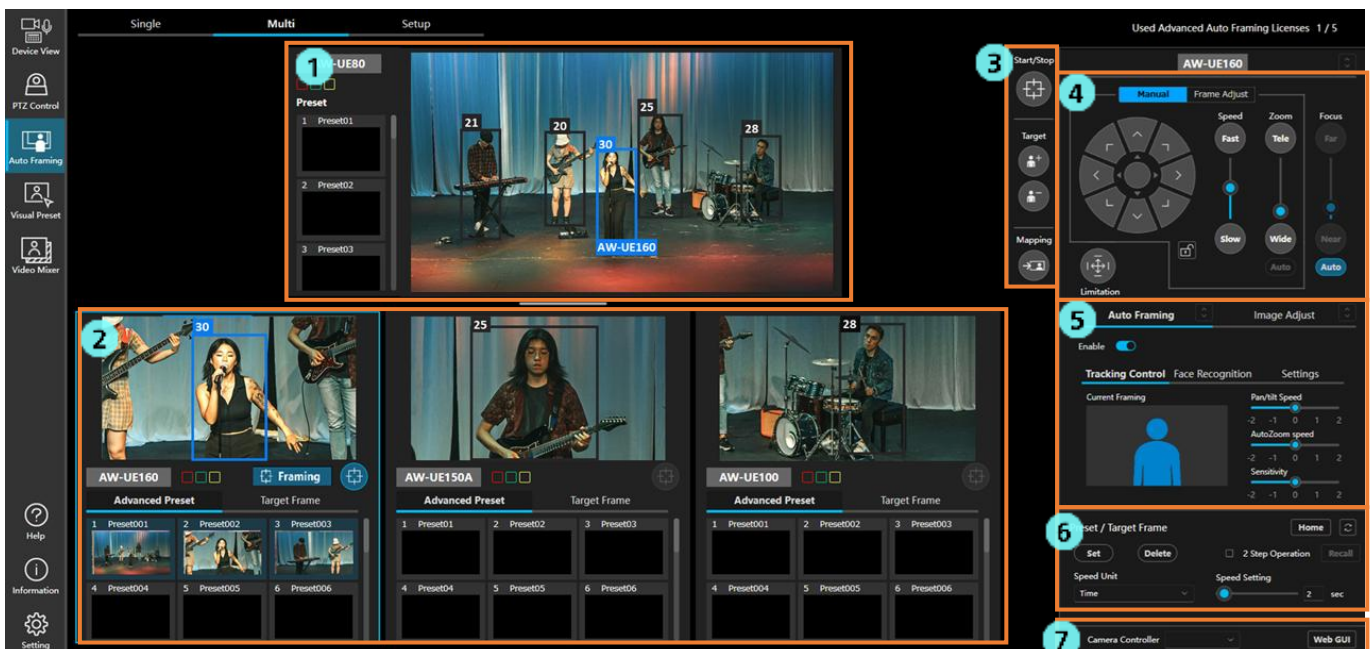 Single Multi Setup
Used Advanced Auto Framing Licenses 1 / 5
Device View
PTZ Control
Auto Framing
Visual Preset
Video Mixer
Help
Information
Setting
1
-UE80
Preset
1 Preset01
2 Preset02
3 Preset03
21
20
30
25
28
AW-UE160
3
Start/Stop
Target
Mapping
AW-UE160
4
Manual Frame Adjust
Speed Zoom Focus
Fast Tele Far
Slow Wide Near
Auto Auto
Limitation
2
30
25
28
AW-UE160 Framing
Advanced Preset Target Frame
1 Preset001 2 Preset002 3 Preset003
4 Preset004 5 Preset005 6 Preset006
AW-UE150A
Advanced Preset Target Frame
1 Preset01 2 Preset02 3 Preset03
4 Preset04 5 Preset05 6 Preset06
AW-UE100
Advanced Preset Target Frame
1 Preset001 2 Preset002 3 Preset003
4 Preset004 5 Preset005 6 Preset006
5
Auto Framing Image Adjust
Enable
Tracking Control Face Recognition Settings
Current Framing
Pan/tilt Speed
-2 -1 0 1 2
AutoZoom speed
-2 -1 0 1 2
Sensitivity
-2 -1 0 1 2
6
eset / Target Frame Home
Set Delete 2 Step Operation Recall
Speed Unit Speed Setting
Time 2 sec
7
Camera Controller Web GUI